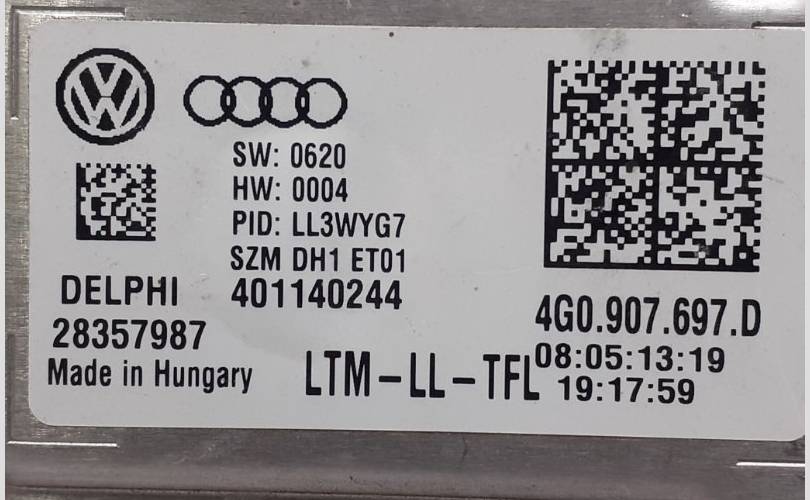 SW: 0620
HW: 0004
PID: LL3WYG7
SZM DH1 ET01
DELPHI 401140244
28357987
4G0.907.697.D
Made in Hungary
LTM-LL-TFL
08:05:13:19
19:17:59